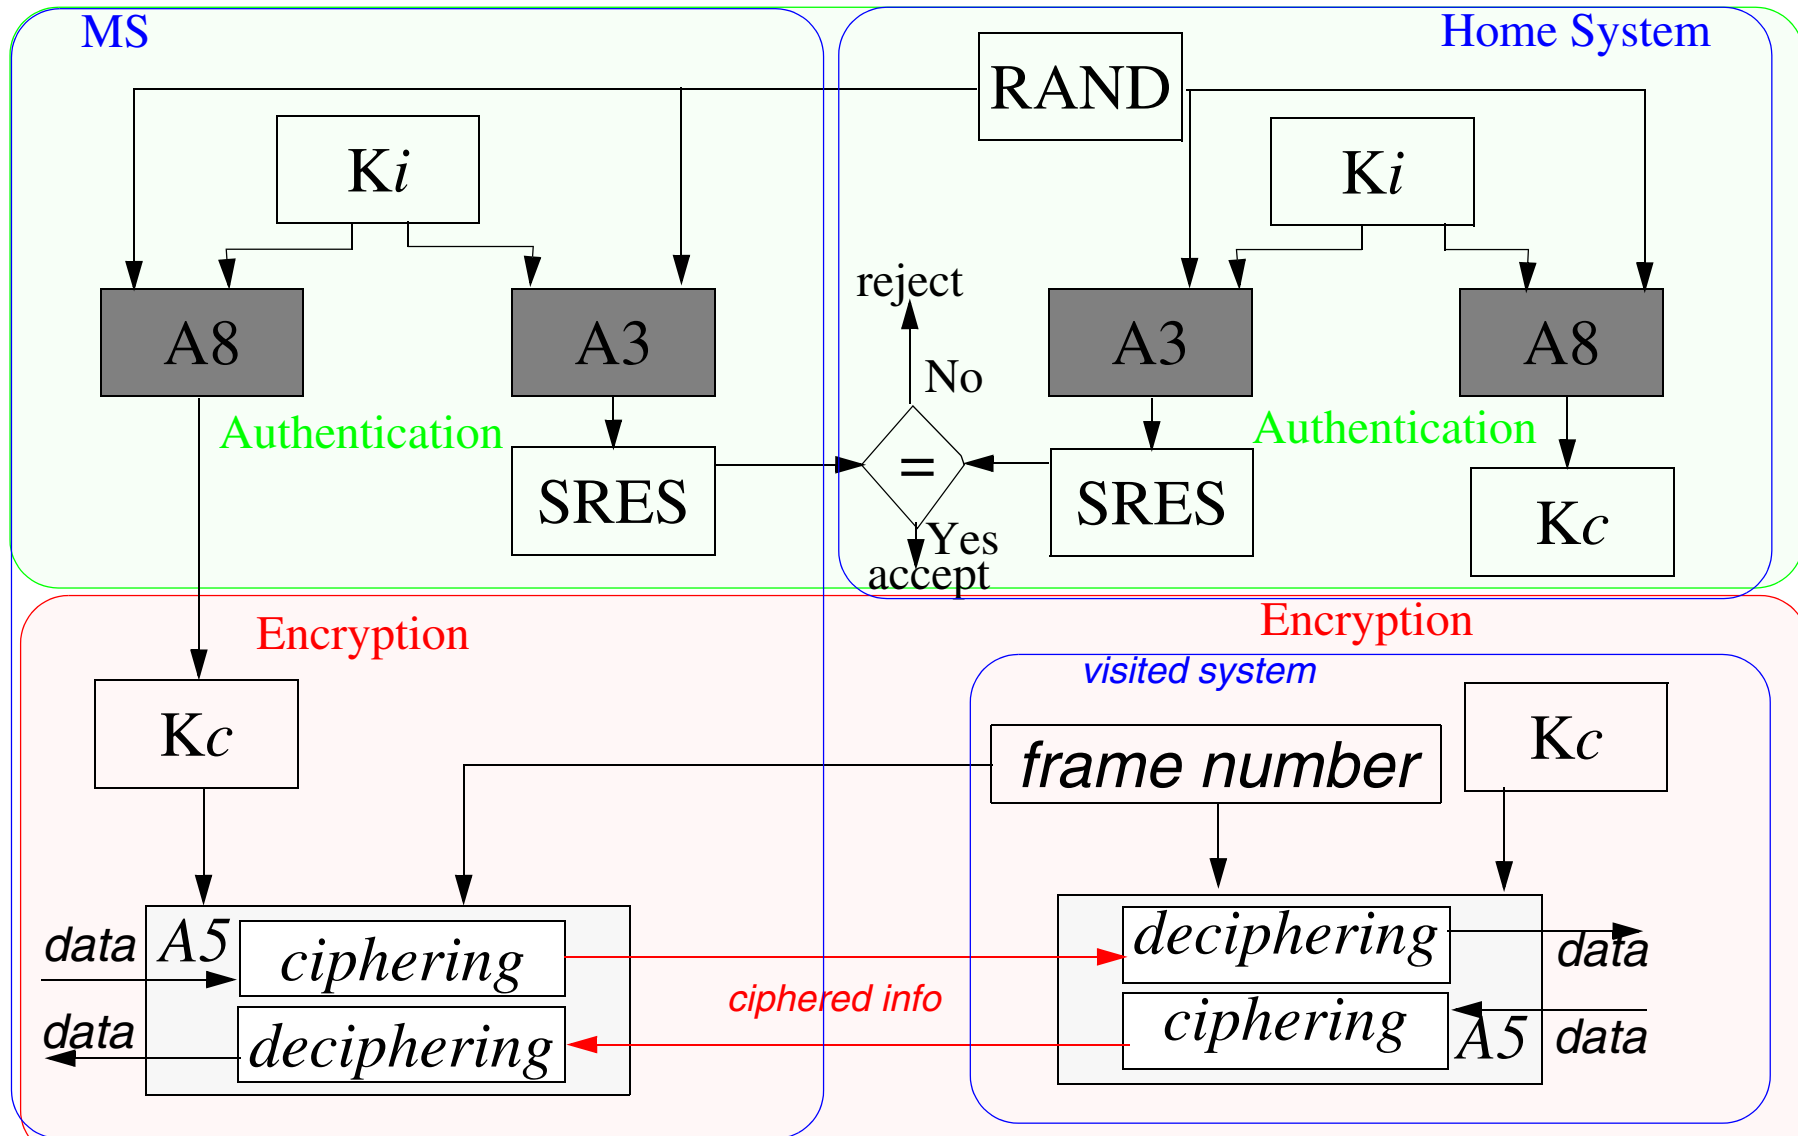 MS
Home System
RAND
Ki
Ki
reject
A8
A3
A3
A8
No
Authentication
Authentication
=
SRES
SRES
Kc
Yes
accept
Encryption
Encryption
visited system
Kc
frame number
Kc
data
A5
ciphering
deciphering
data
ciphered info
data
deciphering
ciphering
A5
data